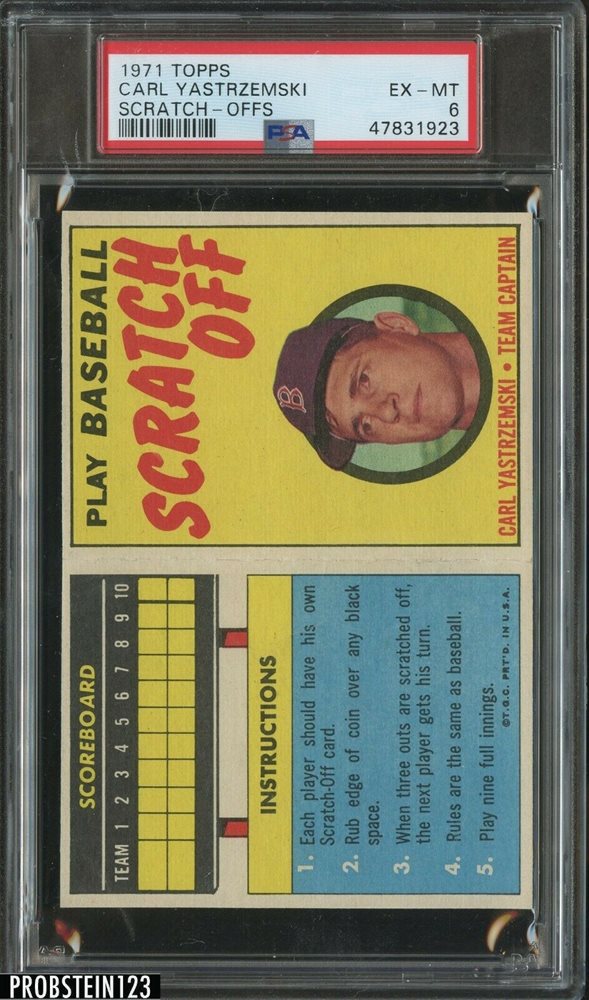 1971 TOPPS
CARL YASTRZEMSKI EX-MT
SCRATCH-OFFS 6
PSA 47831923
PLAY BASEBALL
SCRATCH
OFF
B
CARL YASTRZEMSKI • TEAM CAPTAIN
SCOREBOARD
TEAM 1 2 3 4 5 6 7 8 9 10
INSTRUCTIONS
1. Each player should have his own
Scratch-Off card.
2. Rub edge of coin over any black
space.
3. When three outs are scratched off,
the next player gets his turn.
4. Rules are the same as baseball.
5. Play nine full innings.
©T.C.G. PRT'D. IN U.S.A.
PROBSTEIN123